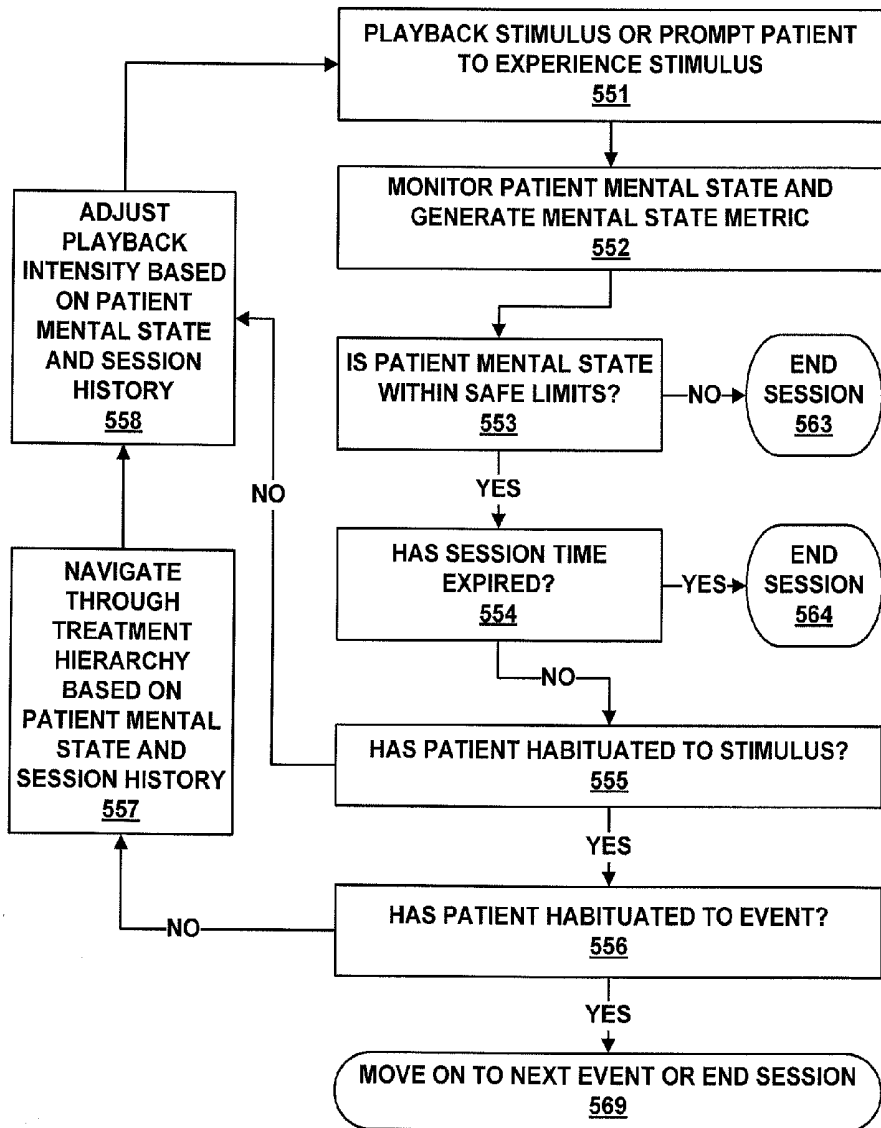 PLAYBACK STIMULUS OR PROMPT PATIENT
TO EXPERIENCE STIMULUS
551
MONITOR PATIENT MENTAL STATE AND
GENERATE MENTAL STATE METRIC
552
IS PATIENT MENTAL STATE
WITHIN SAFE LIMITS?
553
NO
END
SESSION
563
YES
HAS SESSION TIME
EXPIRED?
554
YES
END
SESSION
564
NO
HAS PATIENT HABITUATED TO STIMULUS?
555
NO
YES
HAS PATIENT HABITUATED TO EVENT?
556
NO
YES
MOVE ON TO NEXT EVENT OR END SESSION
569
NAVIGATE
THROUGH
TREATMENT
HIERARCHY
BASED ON
PATIENT MENTAL
STATE AND
SESSION HISTORY
557
ADJUST
PLAYBACK
INTENSITY BASED
ON PATIENT
MENTAL STATE
AND SESSION
HISTORY
558